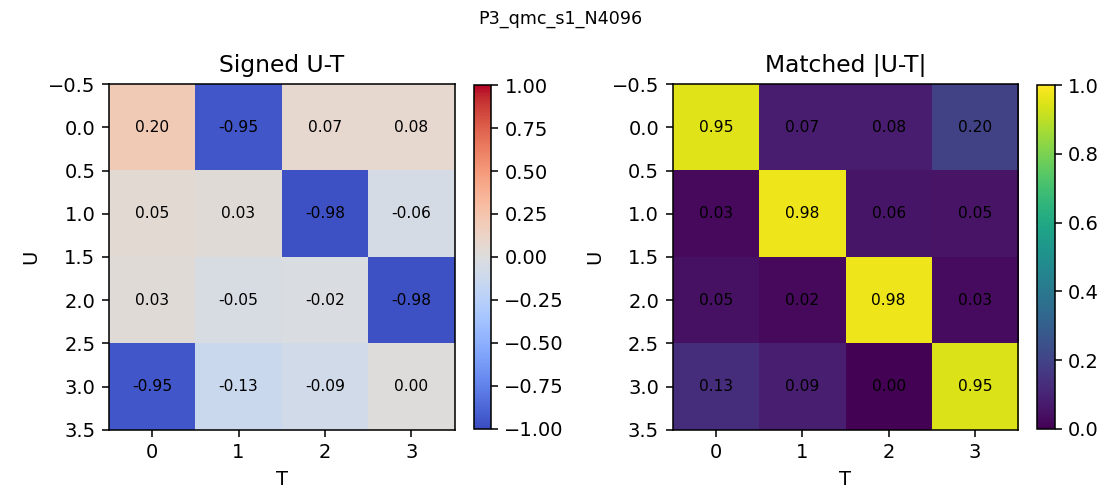 P3_qmc_s1_N4096
Signed U-T
−0.5
0.0
0.5
1.0
1.5
2.0
2.5
3.0
3.5
U
0.20 -0.95 0.07 0.08
0.05 0.03 -0.98 -0.06
0.03 -0.05 -0.02 -0.98
-0.95 -0.13 -0.09 0.00
0 1 2 3
T
1.00
0.75
0.50
0.25
0.00
−0.25
−0.50
−0.75
−1.00
Matched |U-T|
−0.5
0.0
0.5
1.0
1.5
2.0
2.5
3.0
3.5
U
0.95 0.07 0.08 0.20
0.03 0.98 0.06 0.05
0.05 0.02 0.98 0.03
0.13 0.09 0.00 0.95
0 1 2 3
T
1.0
0.8
0.6
0.4
0.2
0.0